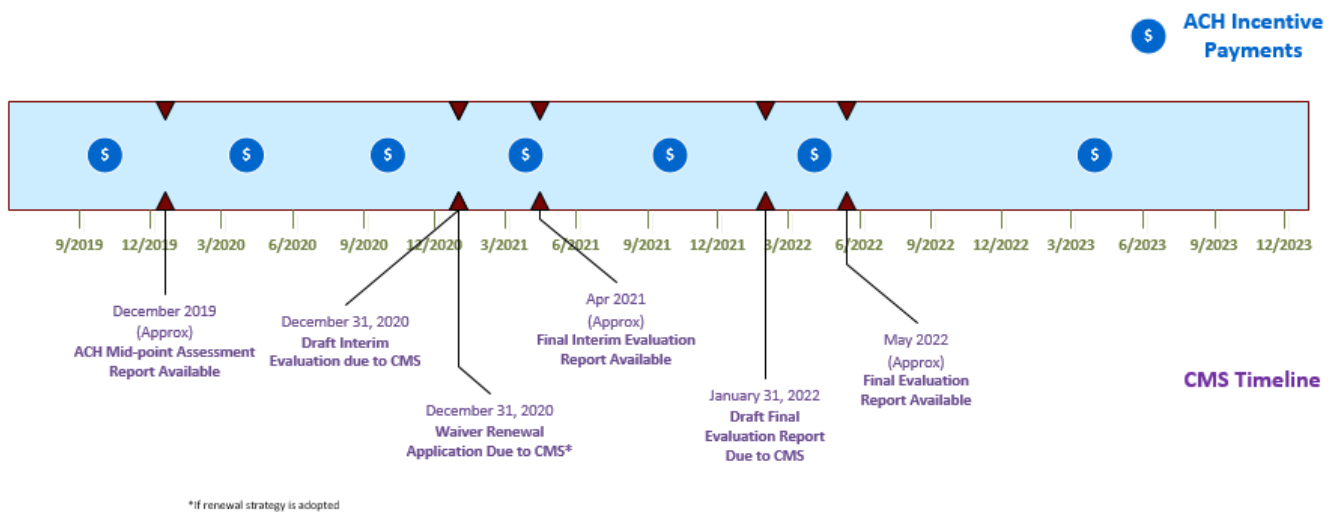 ACH Incentive
Payments
$
$ $ $ $ $ $ $
9/2019 12/2019 3/2020 6/2020 9/2020 12/2020 3/2021 6/2021 9/2021 12/2021 3/2022 6/2022 9/2022 12/2022 3/2023 6/2023 9/2023 12/2023
December 2019
(Approx)
ACH Mid-point Assessment
Report Available
December 31, 2020
Draft Interim
Evaluation due to CMS
December 31, 2020
Waiver Renewal
Application Due to CMS*
Apr 2021
(Approx)
Final Interim Evaluation
Report Available
January 31, 2022
Draft Final
Evaluation Report
Due to CMS
May 2022
(Approx)
Final Evaluation
Report Available
CMS Timeline
*If renewal strategy is adopted